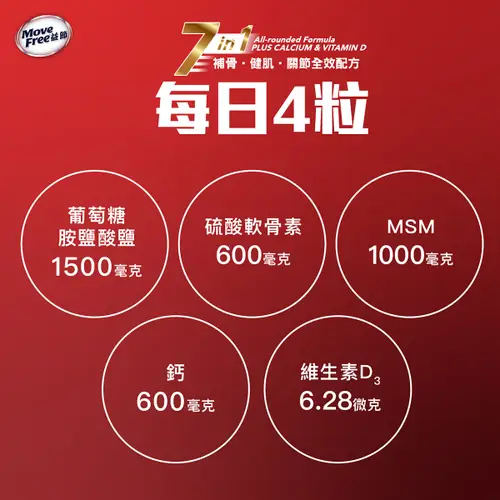 Move
Free益節
7in1
All-rounded Formula
PLUS CALCIUM & VITAMIN D
補骨・健肌・關節全效配方
每日4粒
葡萄糖
胺鹽酸鹽
1500毫克
硫酸軟骨素
600毫克
MSM
1000毫克
鈣
600毫克
維生素D₃
6.28微克